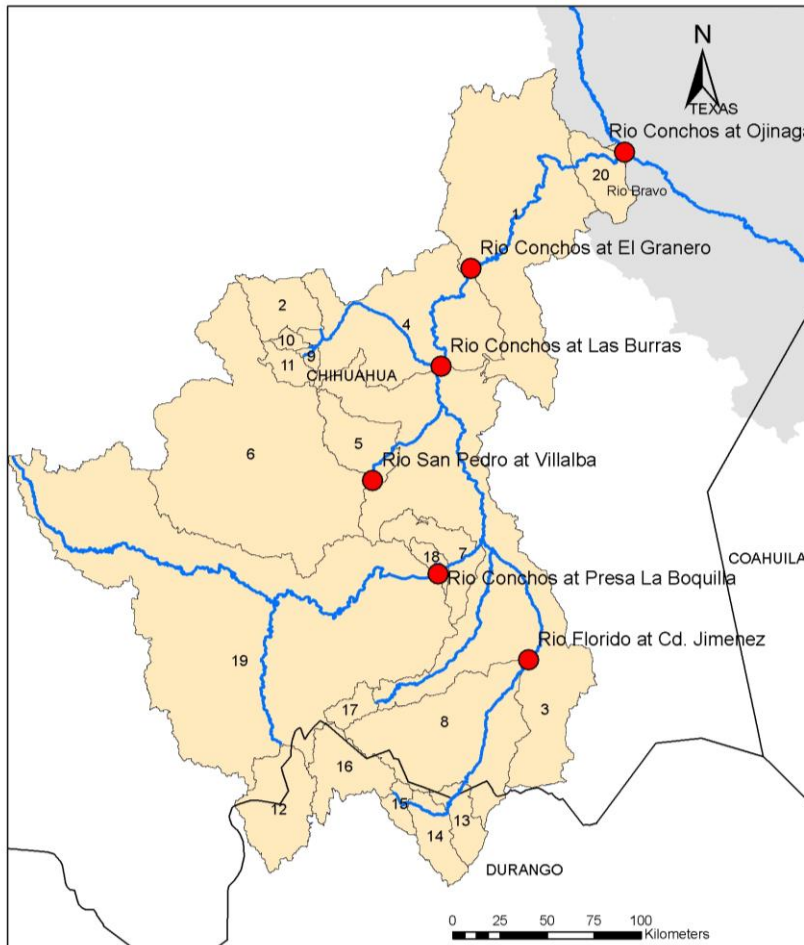 N
TEXAS
Rio Conchos at Ojinaga
20
Rio Bravo
1
Rio Conchos at El Granero
2
4
10
9
11
Rio Conchos at Las Burras
CHIHUAHUA
5
6
Rio San Pedro at Villalba
7
18
COAHUILA
Rio Conchos at Presa La Boquilla
Rio Florido at Cd. Jimenez
19
17
3
8
16
12
15
13
14
DURANGO
0 25 50 75 100
Kilometers